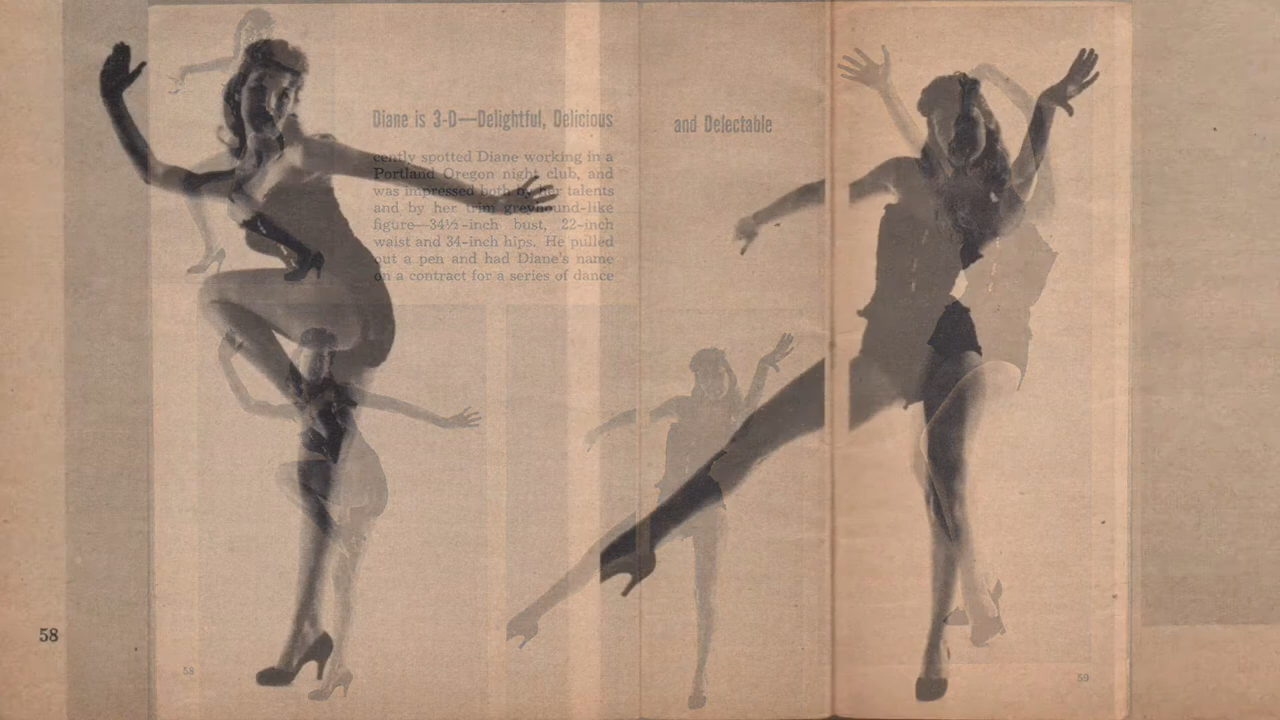 Diane is 3-D—Delightful, Delicious
and Delectable
cently spotted Diane working in a
Portland Oregon night club, and
was impressed both by her talents
and by her trim greyhound-like
figure—34½-inch bust, 22-inch
waist and 34-inch hips. He pulled
out a pen and had Diane's name
on a contract for a series of dance
58
58
59